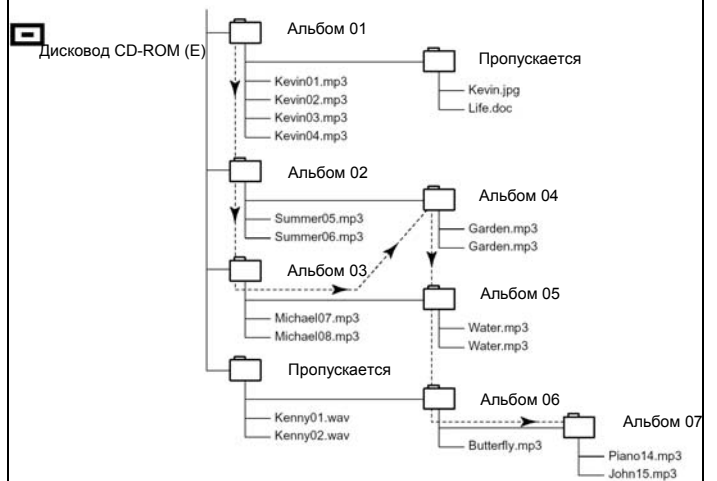 Дисковод CD-ROM (E)
Альбом 01
Kevin01.mp3
Kevin02.mp3
Kevin03.mp3
Kevin04.mp3
Пропускается
Kevin.jpg
Life.doc
Альбом 02
Summer05.mp3
Summer06.mp3
Альбом 04
Garden.mp3
Garden.mp3
Альбом 03
Michael07.mp3
Michael08.mp3
Альбом 05
Water.mp3
Water.mp3
Пропускается
Kenny01.wav
Kenny02.wav
Альбом 06
Butterfly.mp3
Альбом 07
Piano14.mp3
John15.mp3